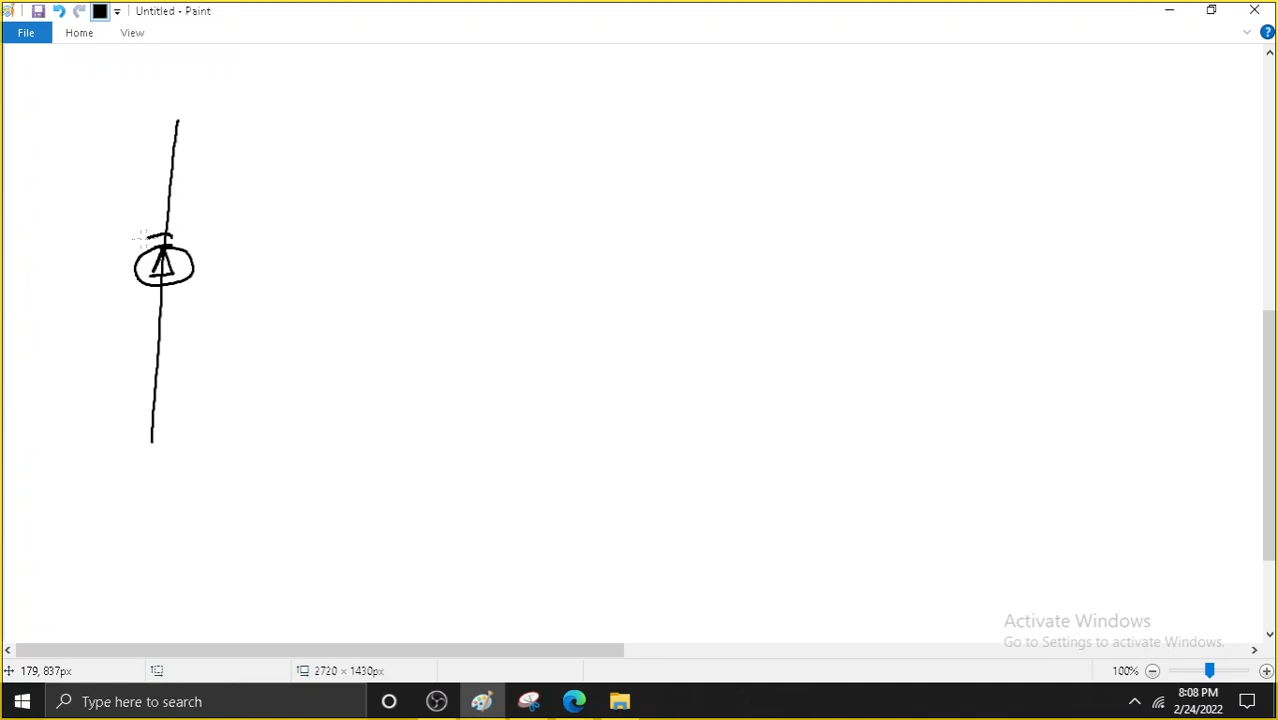 Untitled - Paint
File Home View
Activate Windows
Go to Settings to activate Windows.
179, 837px 2720 × 1430px 100%
Type here to search
8:08 PM
2/24/2022